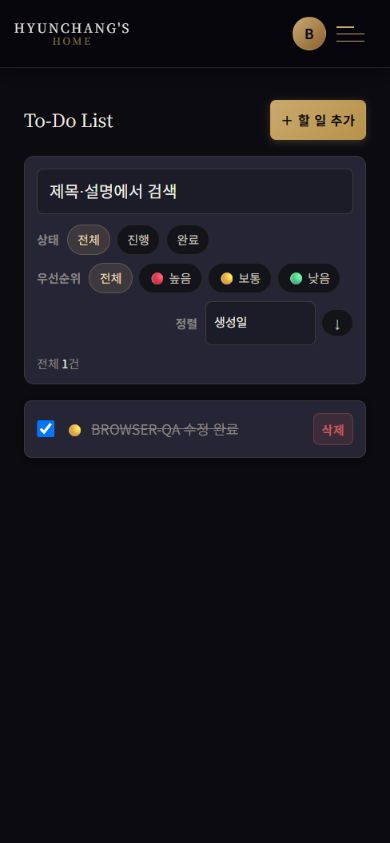 HYUNCHANG'S
HOME
B
To-Do List
+ 할 일 추가
제목·설명에서 검색
상태 전체 진행 완료
우선순위 전체 높음 보통 낮음
정렬 생성일 ↓
전체 1건
BROWSER-QA 수정 완료 삭제